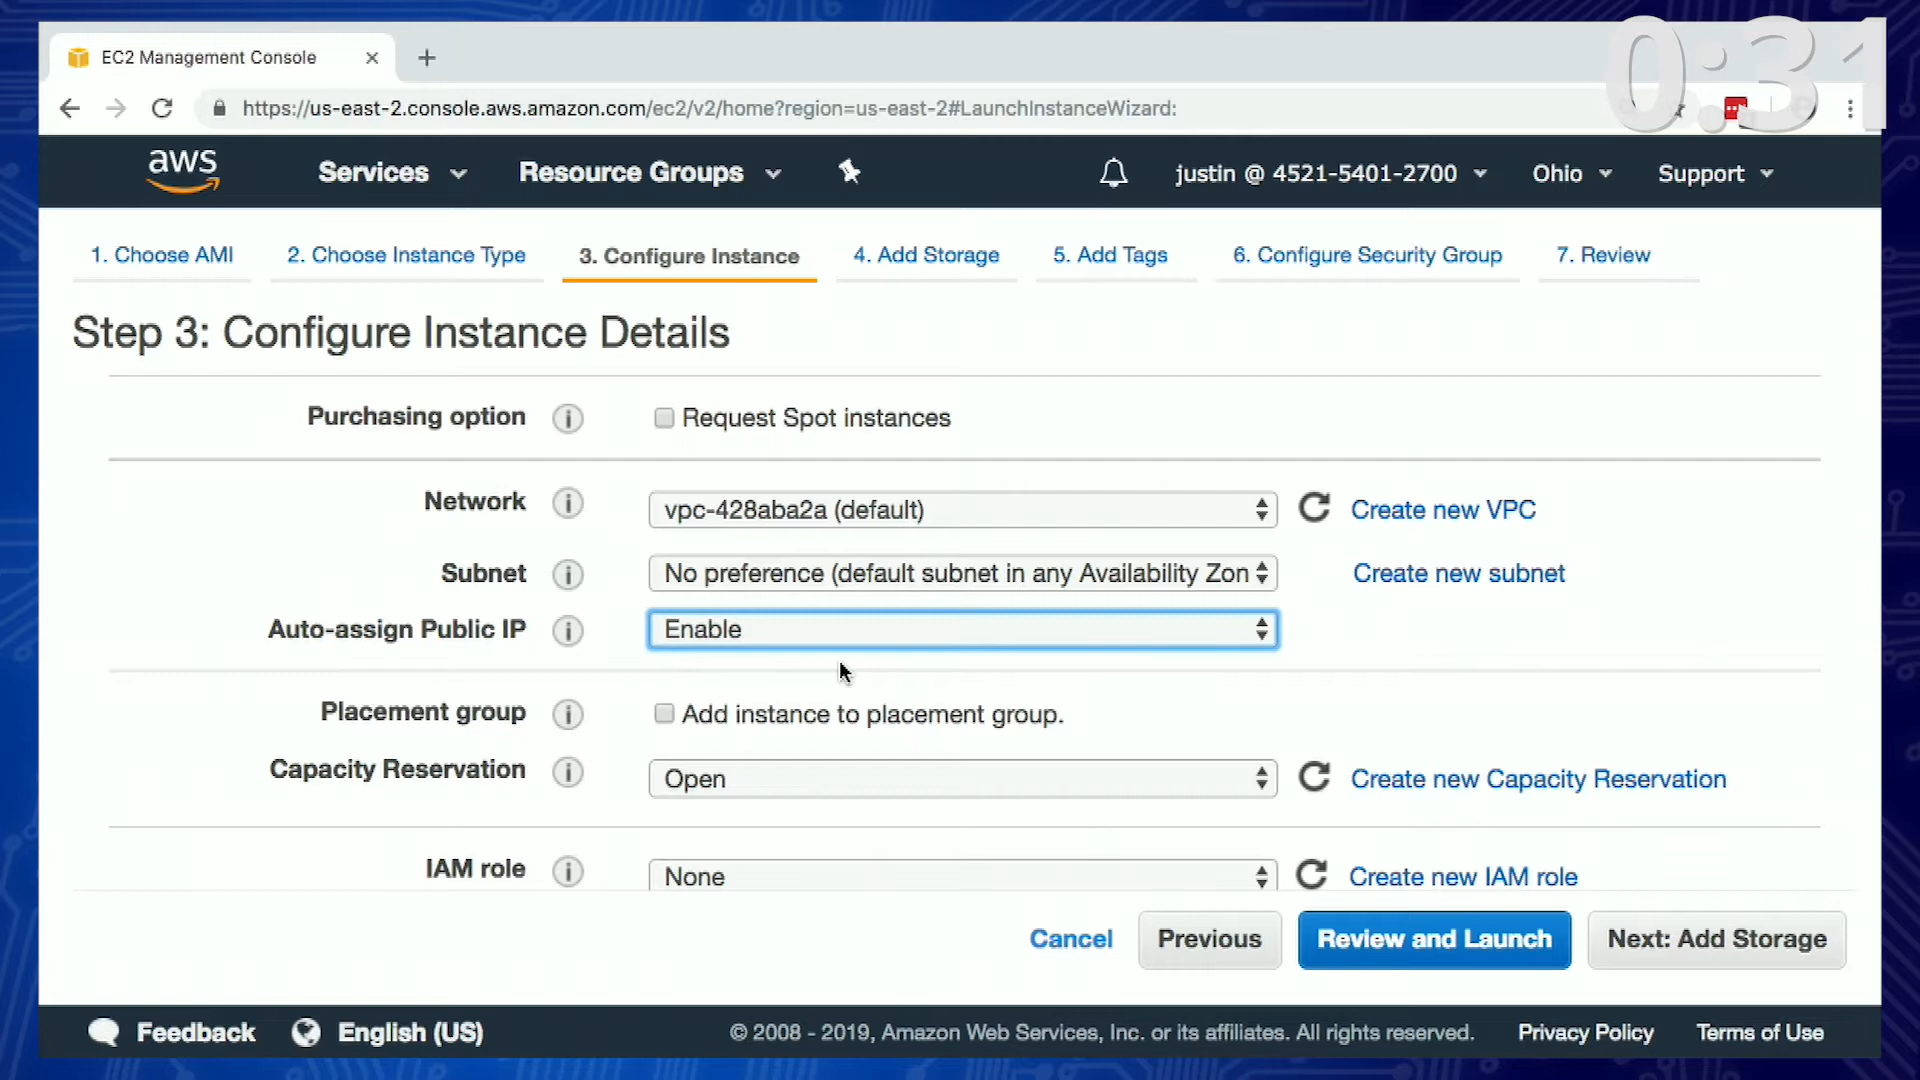 0:31
EC2 Management Console
https://us-east-2.console.aws.amazon.com/ec2/v2/home?region=us-east-2#LaunchInstanceWizard:
aws Services Resource Groups justin @ 4521-5401-2700 Ohio Support
1. Choose AMI 2. Choose Instance Type 3. Configure Instance 4. Add Storage 5. Add Tags 6. Configure Security Group 7. Review
Step 3: Configure Instance Details
Purchasing option Request Spot instances
Network vpc-428aba2a (default) Create new VPC
Subnet No preference (default subnet in any Availability Zon Create new subnet
Auto-assign Public IP Enable
Placement group Add instance to placement group.
Capacity Reservation Open Create new Capacity Reservation
IAM role None Create new IAM role
Cancel Previous Review and Launch Next: Add Storage
Feedback English (US) © 2008 - 2019, Amazon Web Services, Inc. or its affiliates. All rights reserved. Privacy Policy Terms of Use